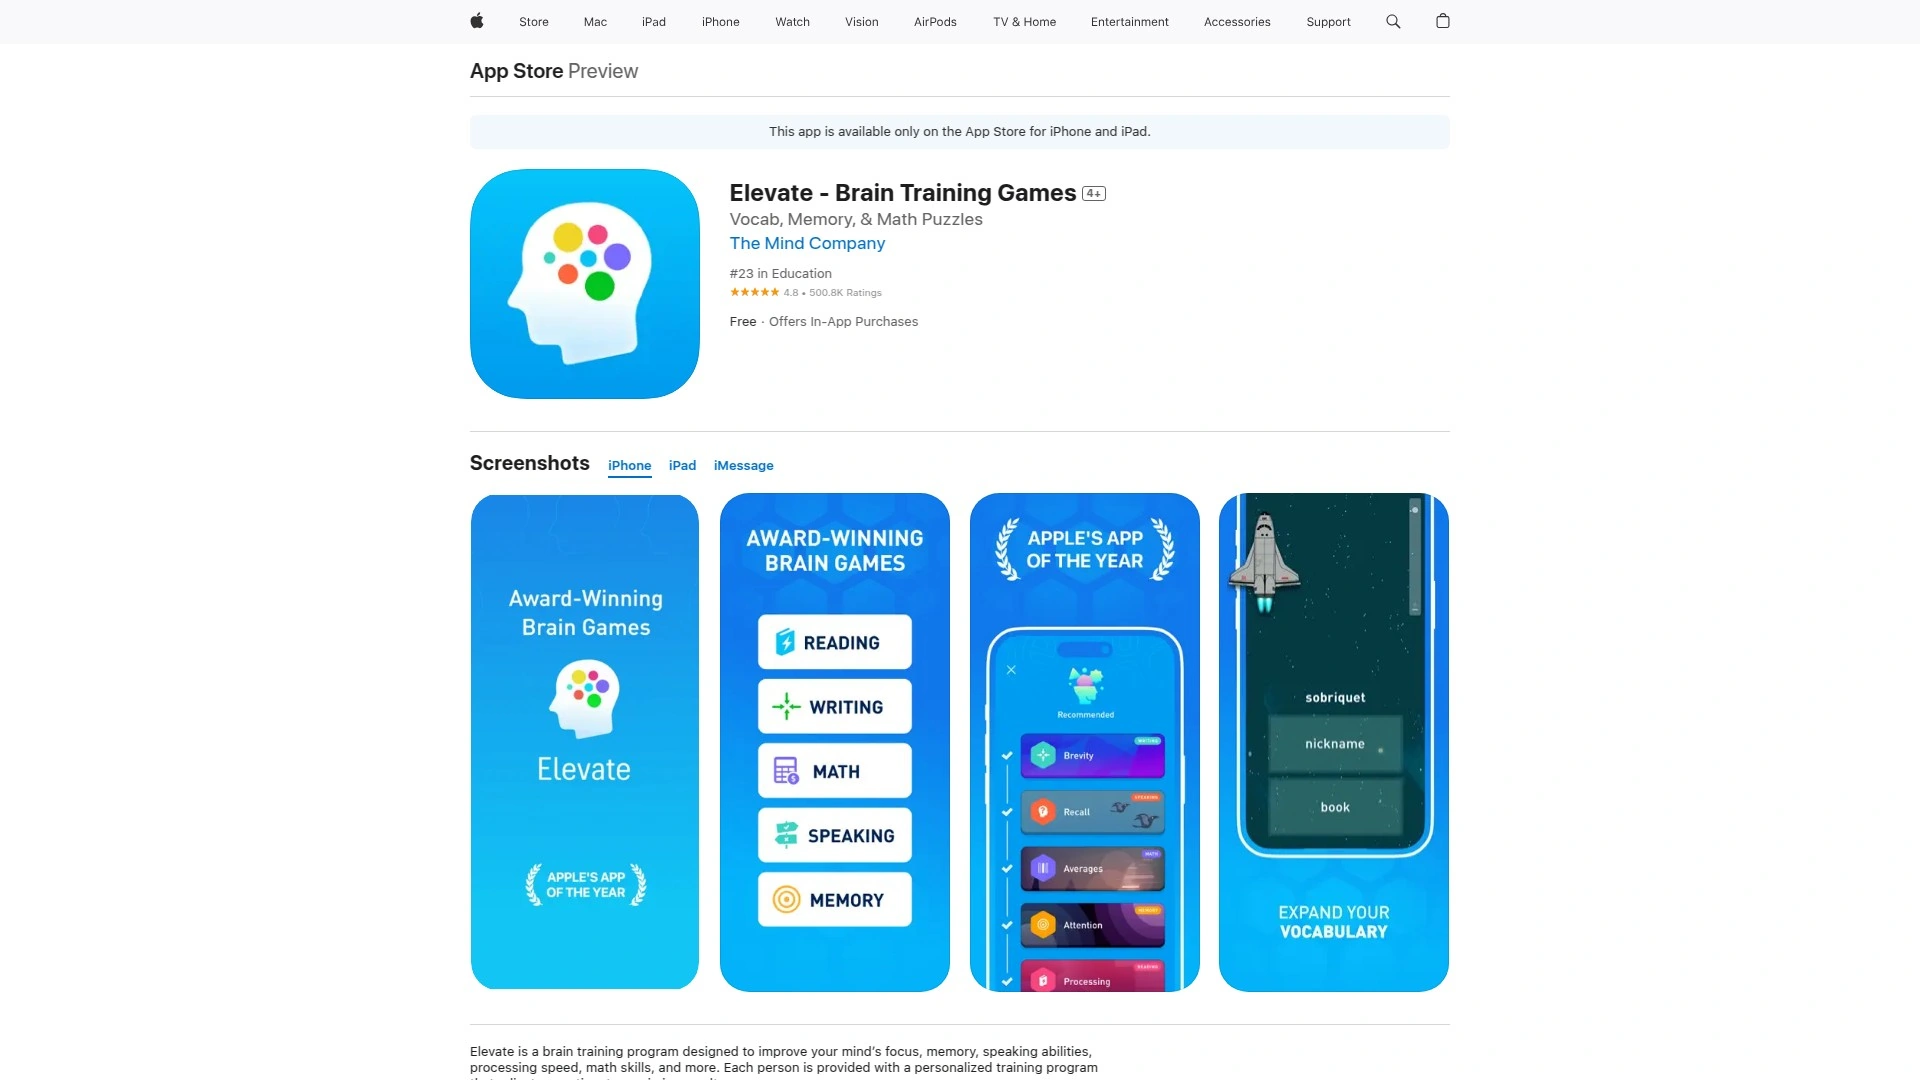 Store Mac iPad iPhone Watch Vision AirPods TV & Home Entertainment Accessories Support
App Store Preview
This app is available only on the App Store for iPhone and iPad.
Elevate - Brain Training Games 4+
Vocab, Memory, & Math Puzzles
The Mind Company
#23 in Education
★★★★★ 4.8 • 500.8K Ratings
Free · Offers In-App Purchases
Screenshots iPhone iPad iMessage
Award-Winning
Brain Games
Elevate
APPLE'S APP
OF THE YEAR
AWARD-WINNING
BRAIN GAMES
READING
WRITING
MATH
SPEAKING
MEMORY
APPLE'S APP
OF THE YEAR
Recommended
WRITING
Brevity
SPEAKING
Recall
MATH
Averages
MEMORY
Attention
READING
Processing
sobriquet
nickname
book
EXPAND YOUR
VOCABULARY
Elevate is a brain training program designed to improve your mind’s focus, memory, speaking abilities,
processing speed, math skills, and more. Each person is provided with a personalized training program